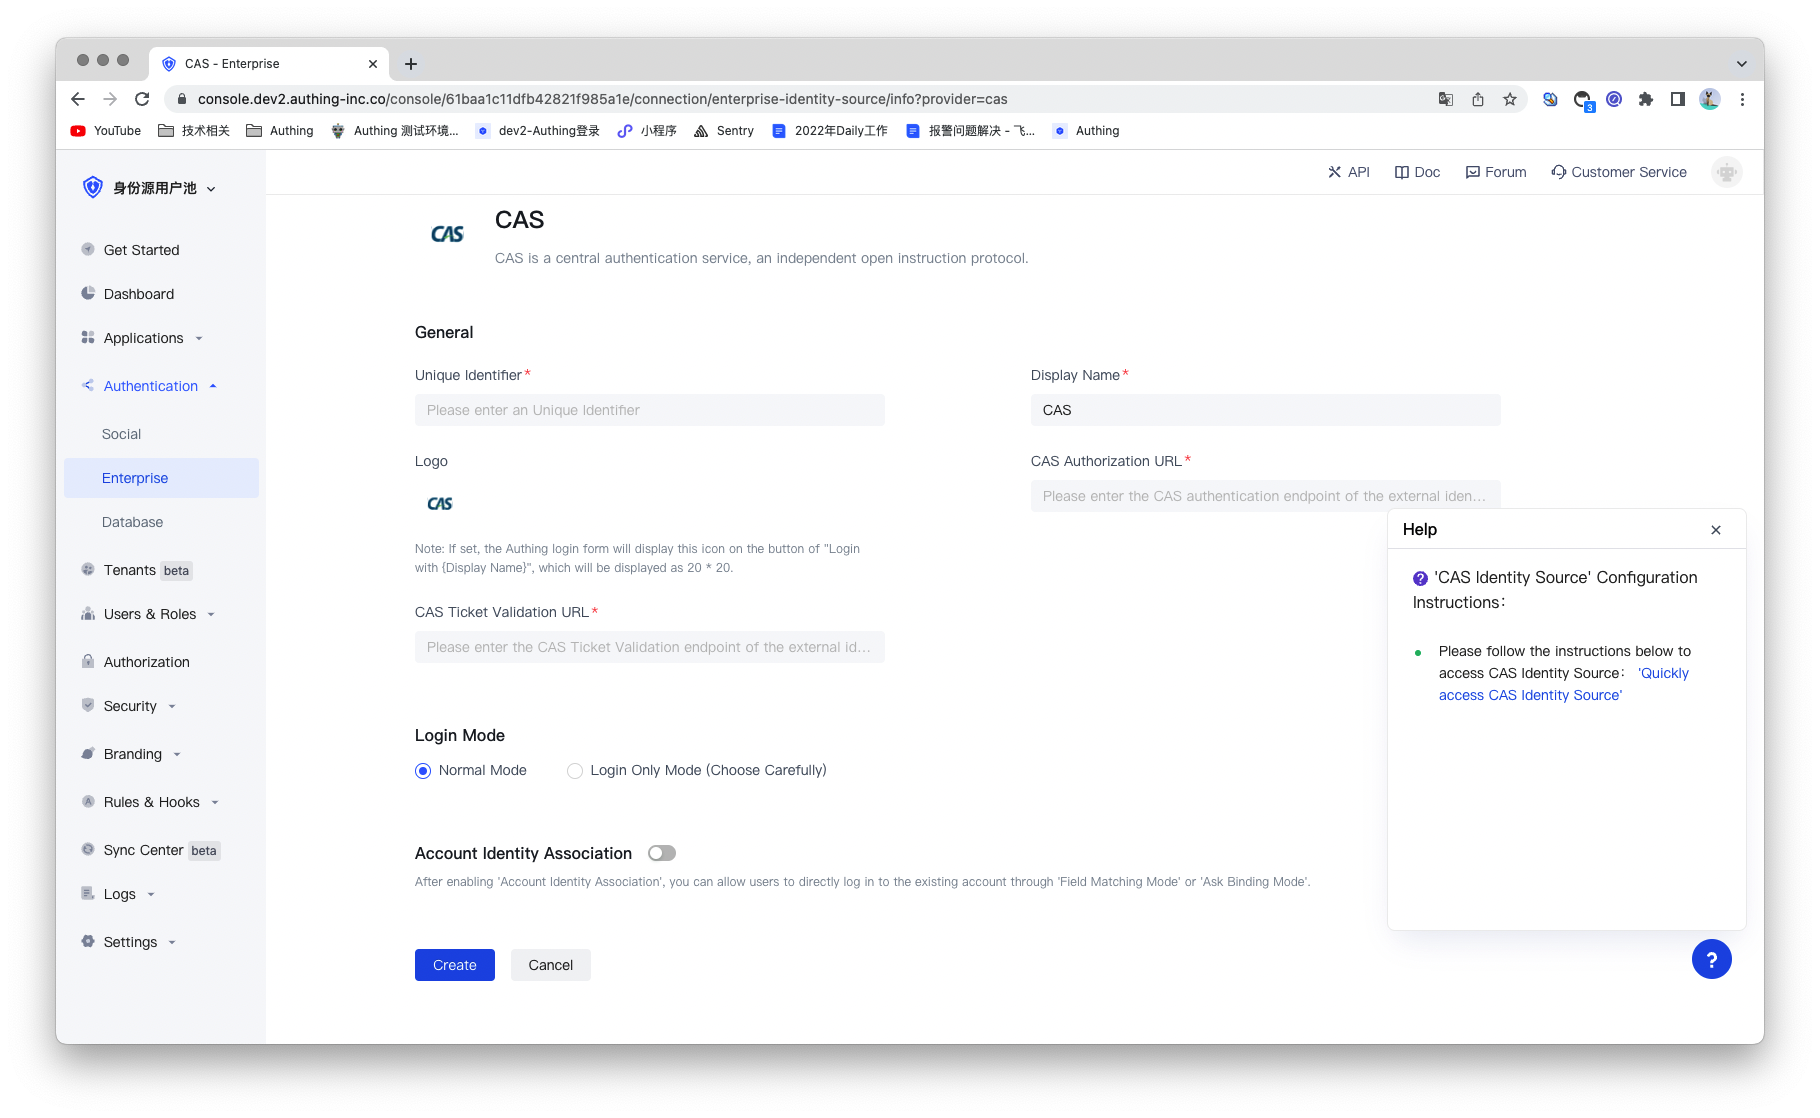 CAS - Enterprise
console.dev2.authing-inc.co/console/61baa1c11dfb42821f985a1e/connection/enterprise-identity-source/info?provider=cas
3
YouTube
技术相关
Authing
Authing 测试环境...
dev2-Authing登录
小程序
Sentry
2022年Daily工作
报警问题解决 - 飞...
Authing
身份源用户池
API
Doc
Forum
Customer Service
Get Started
Dashboard
Applications
Authentication
Social
Enterprise
Database
Tenants beta
Users & Roles
Authorization
Security
Branding
Rules & Hooks
Sync Center beta
Logs
Settings
CAS
CAS
CAS is a central authentication service, an independent open instruction protocol.
General
Unique Identifier*
Please enter an Unique Identifier
Display Name*
CAS
Logo
CAS
Note: If set, the Authing login form will display this icon on the button of "Login
with {Display Name}", which will be displayed as 20 * 20.
CAS Authorization URL*
Please enter the CAS authentication endpoint of the external iden...
CAS Ticket Validation URL*
Please enter the CAS Ticket Validation endpoint of the external id...
Login Mode
Normal Mode
Login Only Mode (Choose Carefully)
Account Identity Association
After enabling 'Account Identity Association', you can allow users to directly log in to the existing account through 'Field Matching Mode' or 'Ask Binding Mode'.
Create
Cancel
Help
? 'CAS Identity Source' Configuration
Instructions：
Please follow the instructions below to
access CAS Identity Source： 'Quickly
access CAS Identity Source'
?